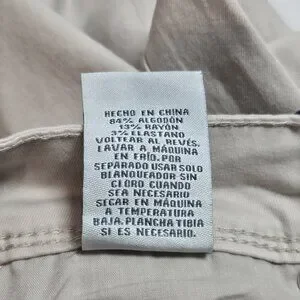 HECHO EN CHINA
84% ALGODÓN
13% RAYÓN
3% ELASTANO
VOLTEAR AL REVÉS.
LAVAR A MÁQUINA
EN FRÍO. POR
SEPARADO USAR SOLO
BLANQUEADOR SIN
CLORO CUANDO
SEA NECESARIO
SECAR EN MÁQUINA
A TEMPERATURA
BAJA. PLANCHA TIBIA
SI ES NECESARIO.